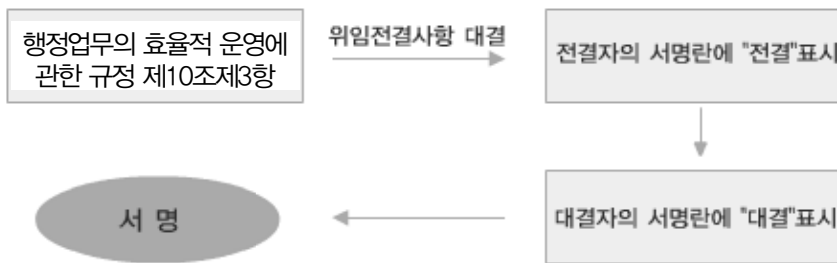 행정업무의 효율적 운영에
관한 규정 제10조제3항
위임전결사항 대결
전결자의 서명란에 "전결"표시
대결자의 서명란에 "대결"표시
서 명